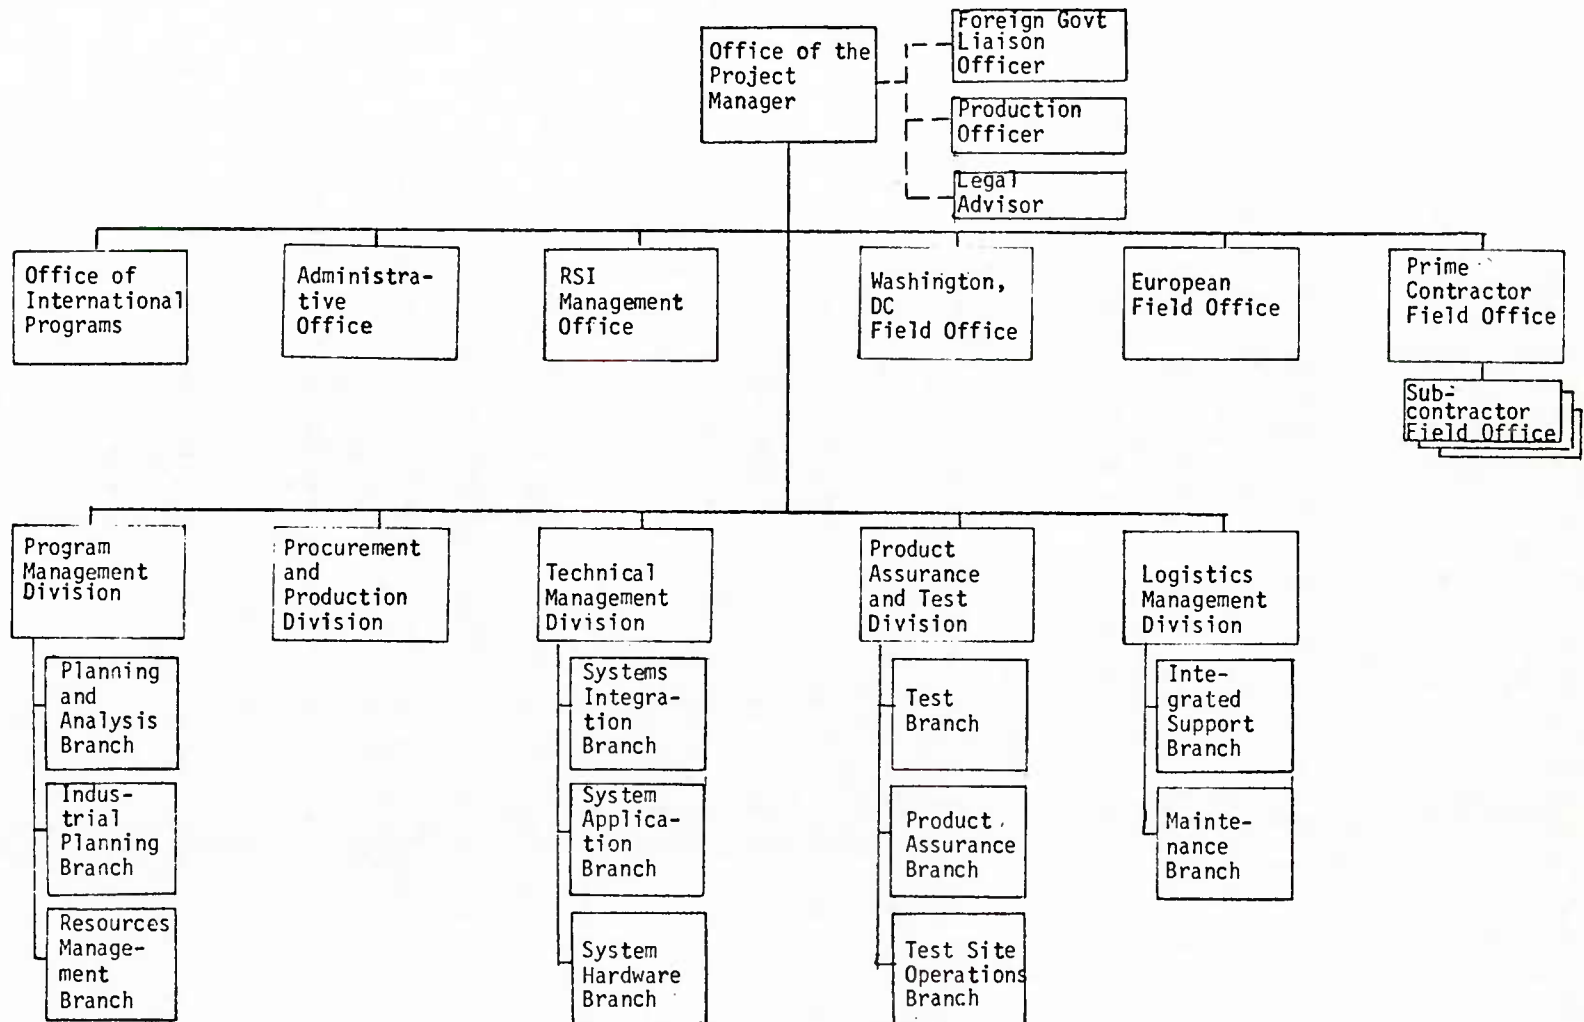 Office of the
Project
Manager
Foreign Govt
Liaison
Officer
Production
Officer
Legal
Advisor
Office of
International
Programs
Administra-
tive
Office
RSI
Management
Office
Washington,
DC
Field Office
European
Field Office
Prime
Contractor
Field Office
Sub-
contractor
Field Office
Program
Management
Division
Procurement
and
Production
Division
Technical
Management
Division
Product
Assurance
and Test
Division
Logistics
Management
Division
Planning
and
Analysis
Branch
Indus-
trial
Planning
Branch
Resources
Manage-
ment
Branch
Systems
Integra-
tion
Branch
System
Applica-
tion
Branch
System
Hardware
Branch
Test
Branch
Product
Assurance
Branch
Test Site
Operations
Branch
Inte-
grated
Support
Branch
Mainte-
nance
Branch